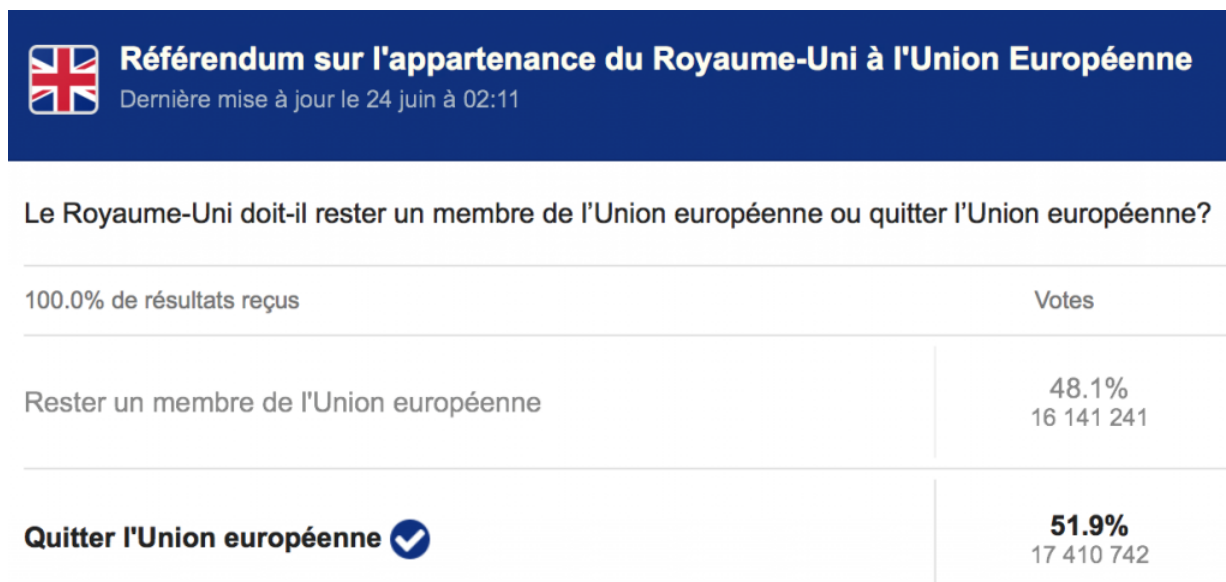 Référendum sur l'appartenance du Royaume-Uni à l'Union Européenne
Dernière mise à jour le 24 juin à 02:11
Le Royaume-Uni doit-il rester un membre de l’Union européenne ou quitter l’Union européenne?
100.0% de résultats reçus Votes
Rester un membre de l'Union européenne 48.1%
16 141 241
Quitter l'Union européenne 51.9%
17 410 742